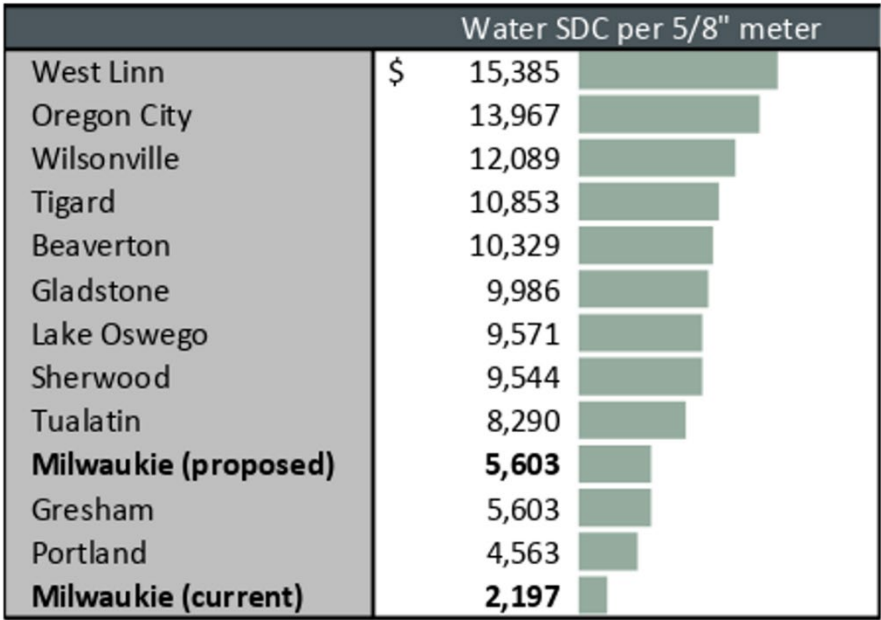 Water SDC per 5/8" meter
West Linn $ 15,385
Oregon City 13,967
Wilsonville 12,089
Tigard 10,853
Beaverton 10,329
Gladstone 9,986
Lake Oswego 9,571
Sherwood 9,544
Tualatin 8,290
Milwaukie (proposed) 5,603
Gresham 5,603
Portland 4,563
Milwaukie (current) 2,197